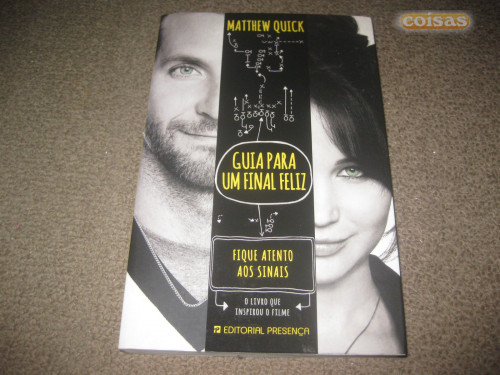 coisas
MATTHEW QUICK
GUIA PARA
UM FINAL FELIZ
FIQUE ATENTO
AOS SINAIS
O LIVRO QUE
INSPIROU O FILME
EDITORIAL PRESENÇA